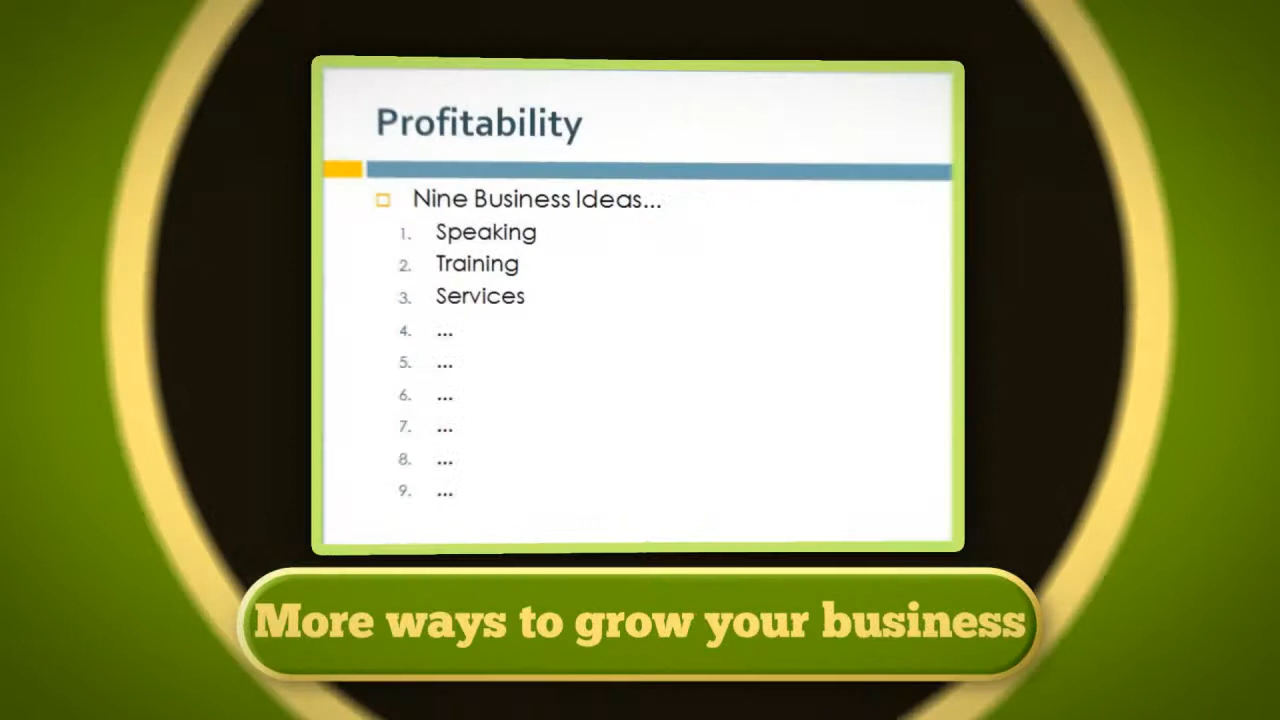 Profitability
Nine Business Ideas...
1. Speaking
2. Training
3. Services
4. ...
5. ...
6. ...
7. ...
8. ...
9. ...
More ways to grow your business